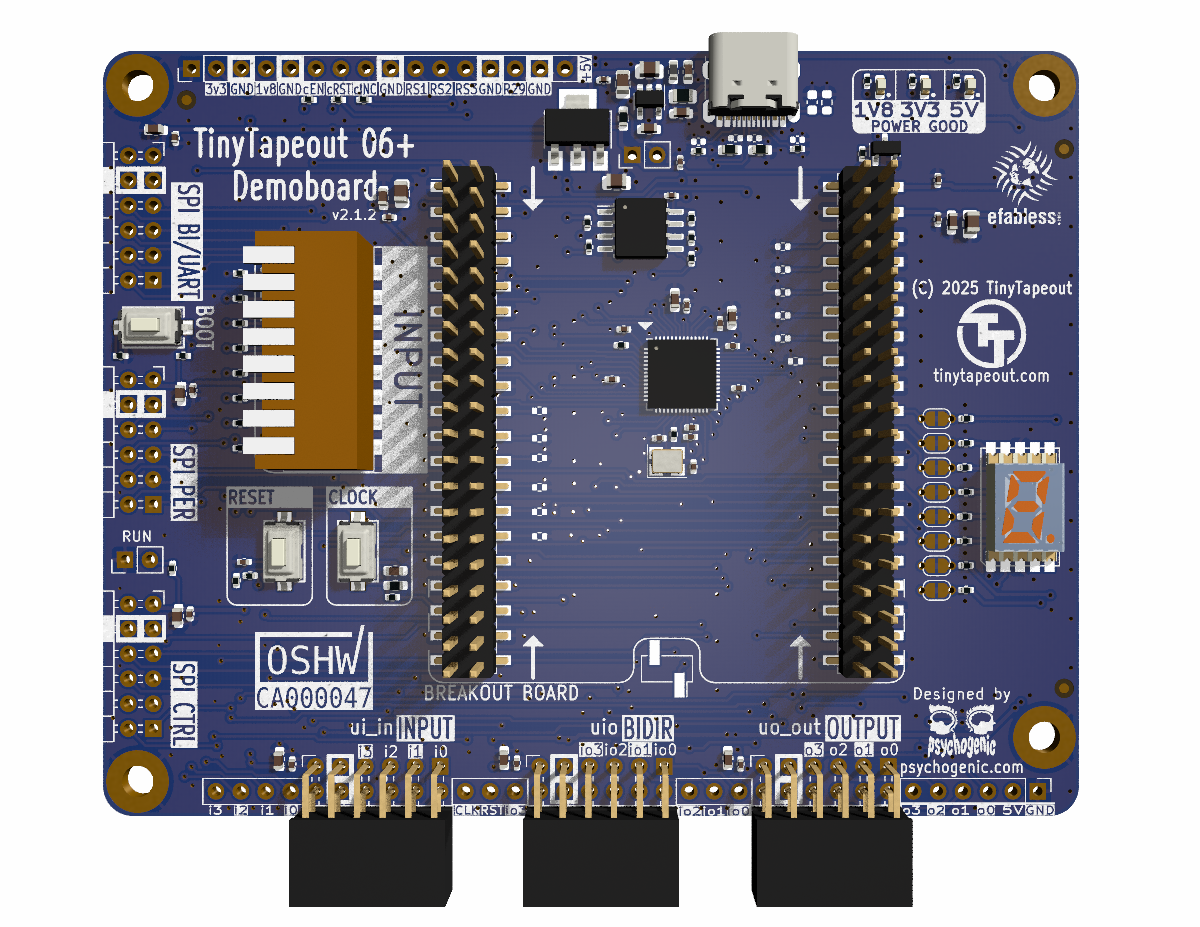 +5V
3v3 GND 1v8 GND cEN cRST cINC GND RS1 RS2 RS3 GND R29 GND
1V8 3V3 5V
POWER GOOD
TinyTapeout 06+
Demoboard
v2.1.2
efabless
SPI BI/UART
(C) 2025 TinyTapeout
BOOT
INPUT
TT
tinytapeout.com
SPI PER
RESET
CLOCK
RUN
OSHW
CA000047
SPI CTRL
BREAKOUT BOARD
Designed by
psychogenic
psychogenic.com
ui_in INPUT
uio BIDIR
uo_out OUTPUT
i3 i2 i1 i0
io3 io2 io1 io0
o3 o2 o1 o0
i3 i2 i1 i0
CLK RST io3
io2 io1 io0
o3 o2 o1 o0 5V GND